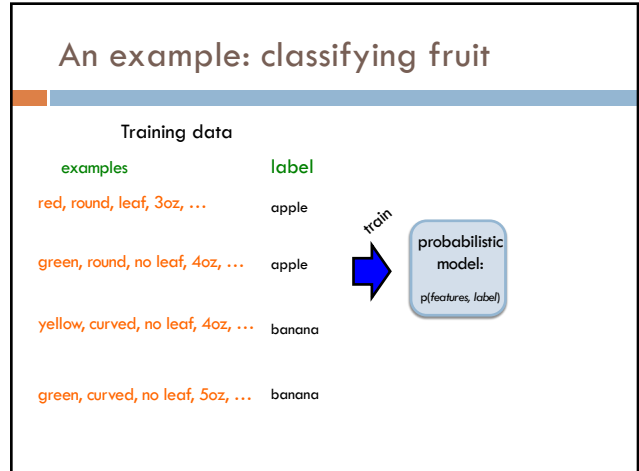 An example: classifying fruit
Training data
examples label
red, round, leaf, 3oz, … apple
green, round, no leaf, 4oz, … apple
yellow, curved, no leaf, 4oz, … banana
green, curved, no leaf, 5oz, … banana
train
probabilistic
model:
p(features, label)